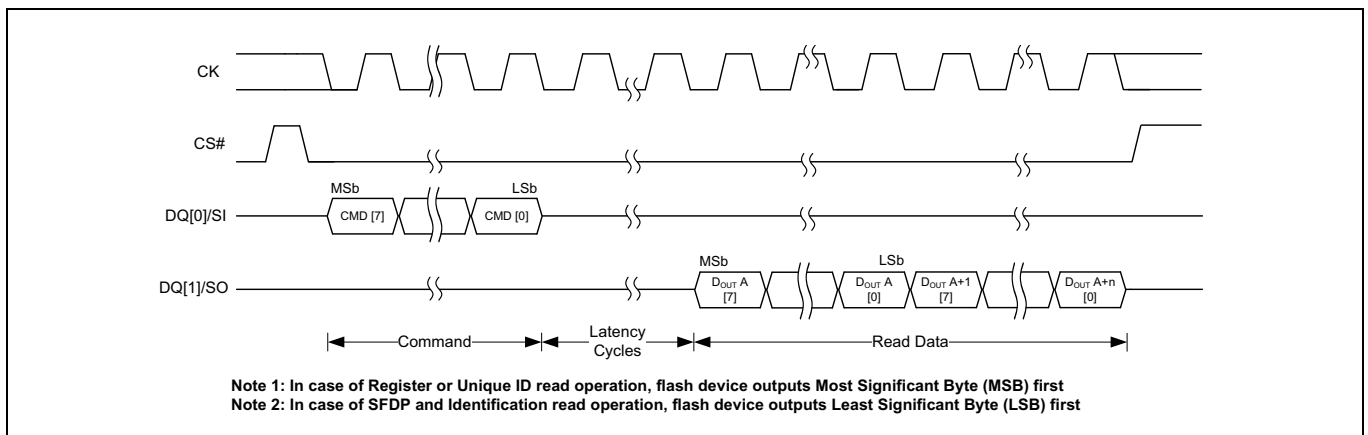 CK
CS#
MSb LSb
DQ[0]/SI CMD [7] CMD [0]
MSb LSb
DQ[1]/SO DOUT A DOUT A DOUT A+1 DOUT A+n
[7] [0] [7] [0]
Command Latency Read Data
Cycles
Note 1: In case of Register or Unique ID read operation, flash device outputs Most Significant Byte (MSB) first
Note 2: In case of SFDP and Identification read operation, flash device outputs Least Significant Byte (LSB) first